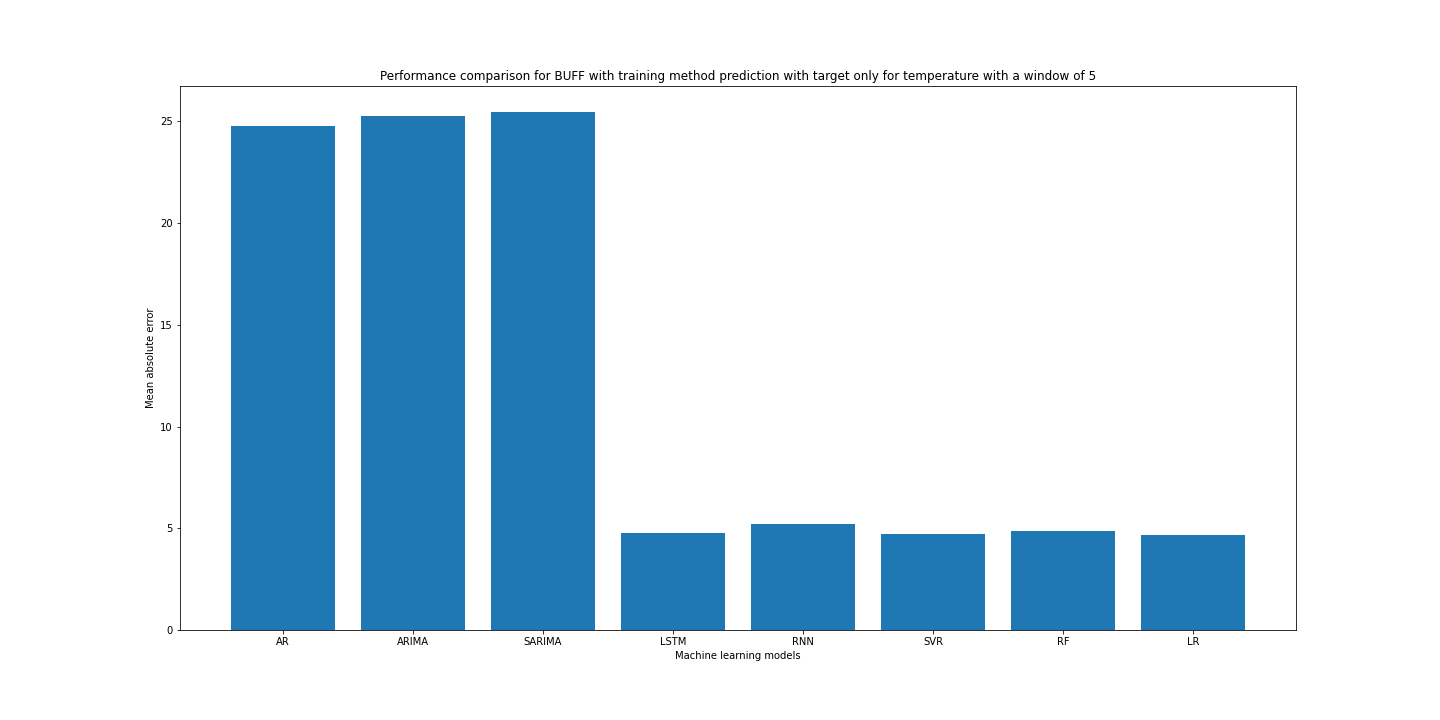 Performance comparison for BUFF with training method prediction with target only for temperature with a window of 5
25
20
15
10
5
0
Mean absolute error
AR ARIMA SARIMA LSTM RNN SVR RF LR
Machine learning models